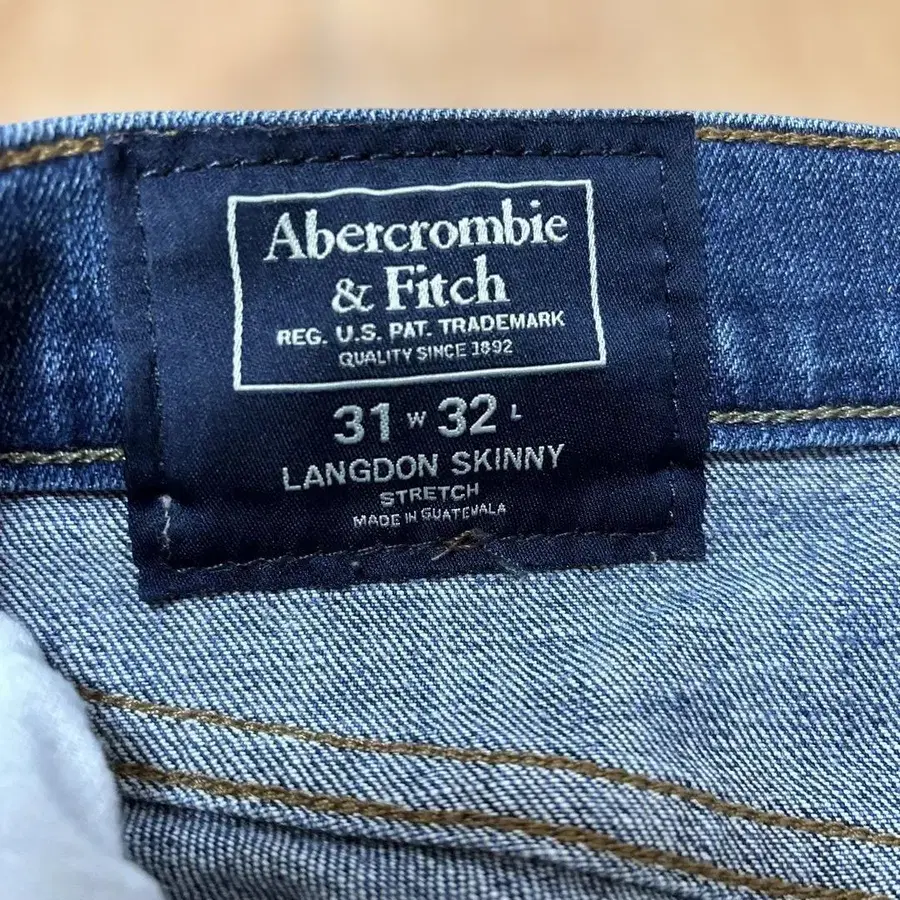 Abercrombie
& Fitch
REG. U.S. PAT. TRADEMARK
QUALITY SINCE 1892
31 W 32 L
LANGDON SKINNY
STRETCH
MADE IN GUATEMALA